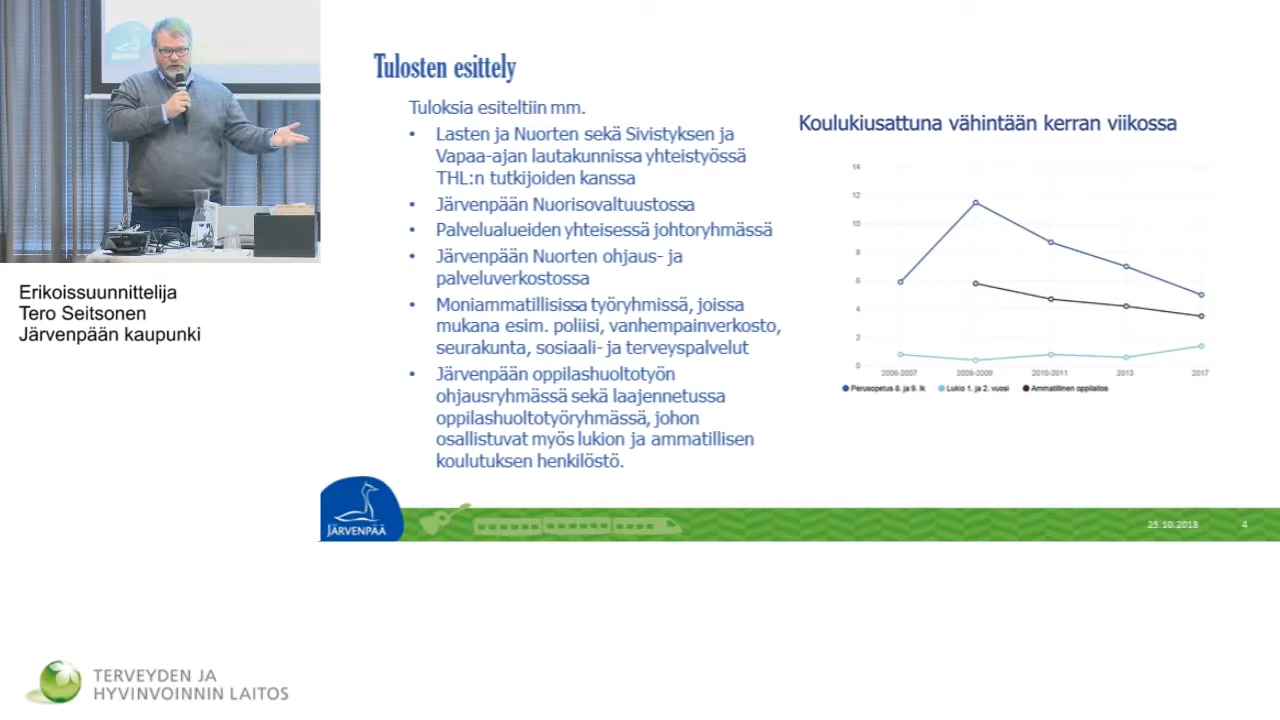 Tulosten esittely
Tuloksia esiteltiin mm.
• Lasten ja Nuorten sekä Sivistyksen ja
Vapaa-ajan lautakunnissa yhteistyössä
THL:n tutkijoiden kanssa
• Järvenpään Nuorisovaltuustossa
• Palvelualueiden yhteisessä johtoryhmässä
• Järvenpään Nuorten ohjaus- ja
palveluverkostossa
• Moniammatillisissa työryhmissä, joissa
mukana esim. poliisi, vanhempainverkosto,
seurakunta, sosiaali- ja terveyspalvelut
• Järvenpään oppilashuoltotyön
ohjausryhmässä sekä laajennetussa
oppilashuoltotyöryhmässä, johon
osallistuvat myös lukion ja ammatillisen
koulutuksen henkilöstö.
Koulukiusattuna vähintään kerran viikossa
14
12
10
8
6
4
2
0
2006-2007 2008-2009 2010-2011 2013 2017
Perusopetus 8. ja 9. lk Lukio 1. ja 2. vuosi Ammatillinen oppilaitos
JÄRVENPÄÄ
25.10.2018 4
Erikoissuunnittelija
Tero Seitsonen
Järvenpään kaupunki
TERVEYDEN JA
HYVINVOINNIN LAITOS